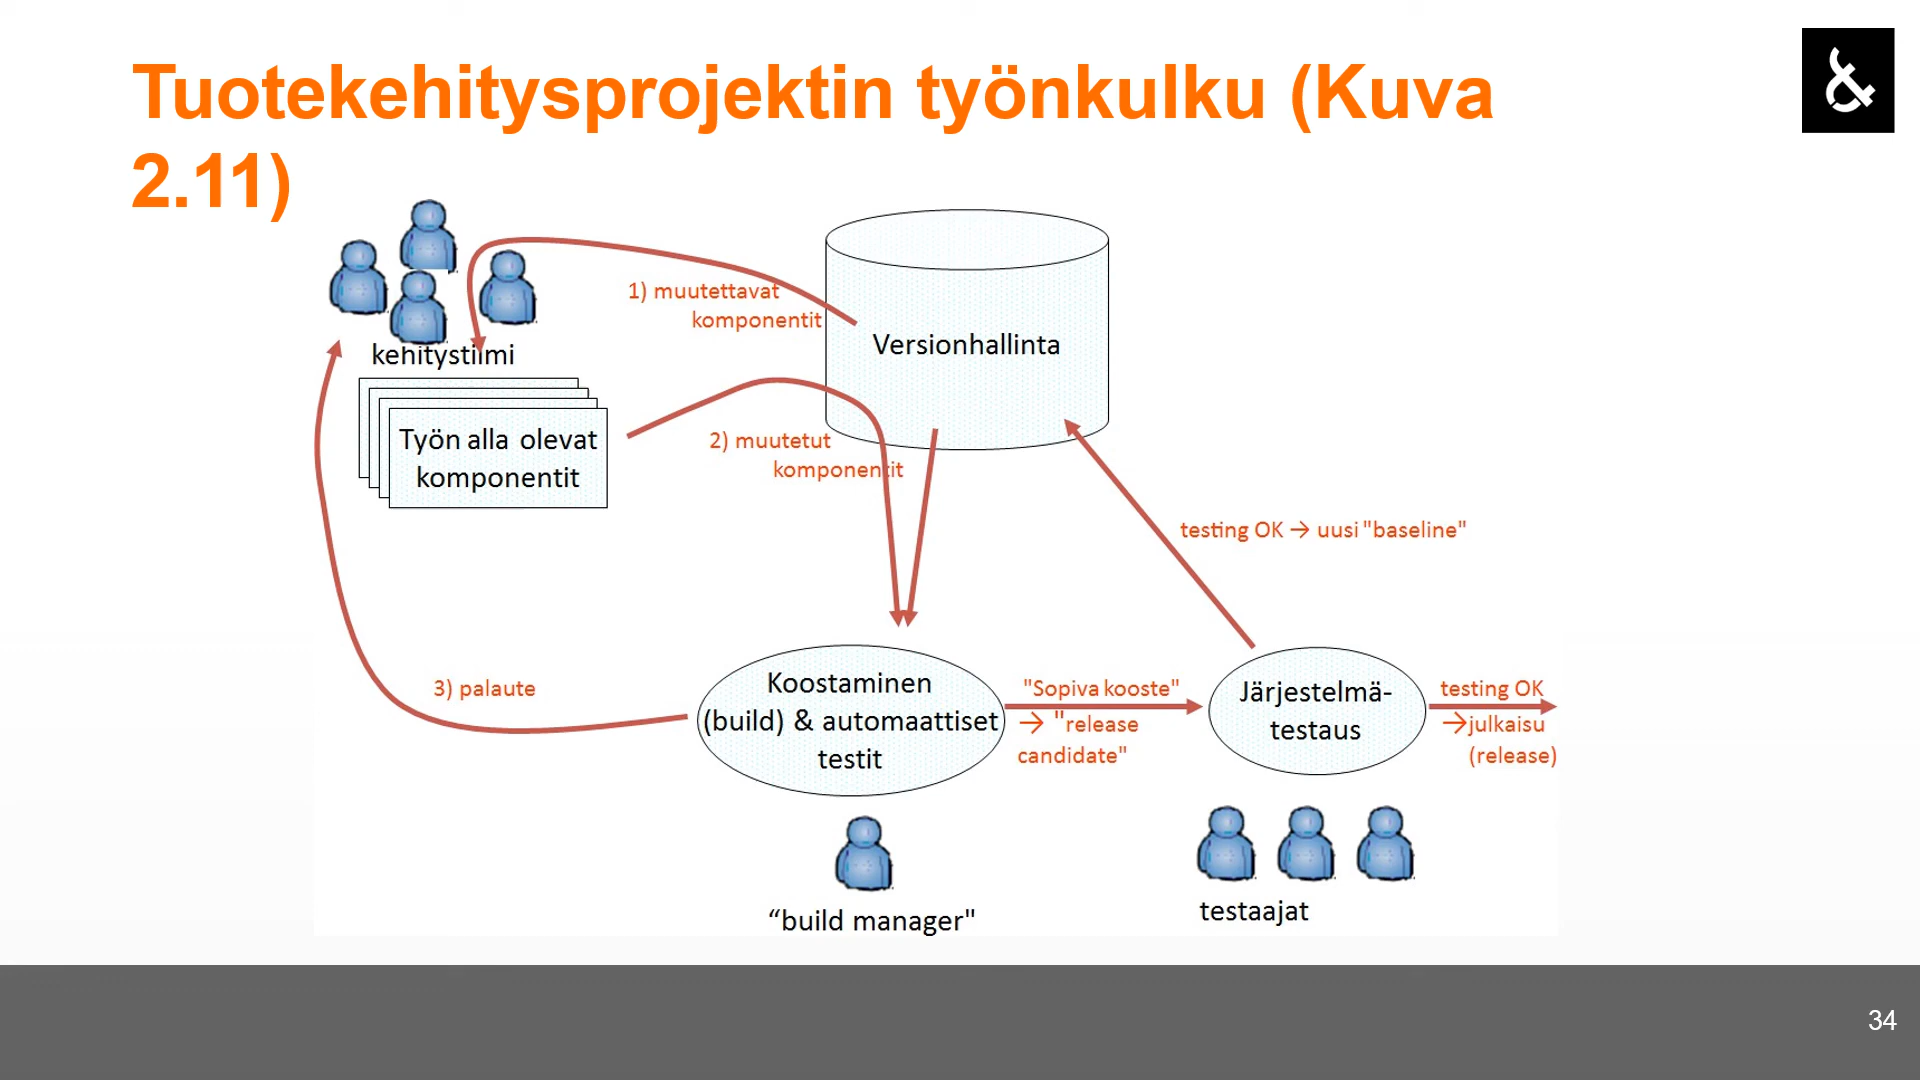 Tuotekehitysprojektin työnkulku (Kuva
2.11)
&
1) muutettavat
komponentit
Versionhallinta
kehitystiimi
Työn alla olevat
komponentit
2) muutetut
komponentit
testing OK → uusi "baseline"
3) palaute
Koostaminen
(build) & automaattiset
testit
"Sopiva kooste"
→ "release
candidate"
Järjestelmä-
testaus
testing OK
→julkaisu
(release)
“build manager"
testaajat
34